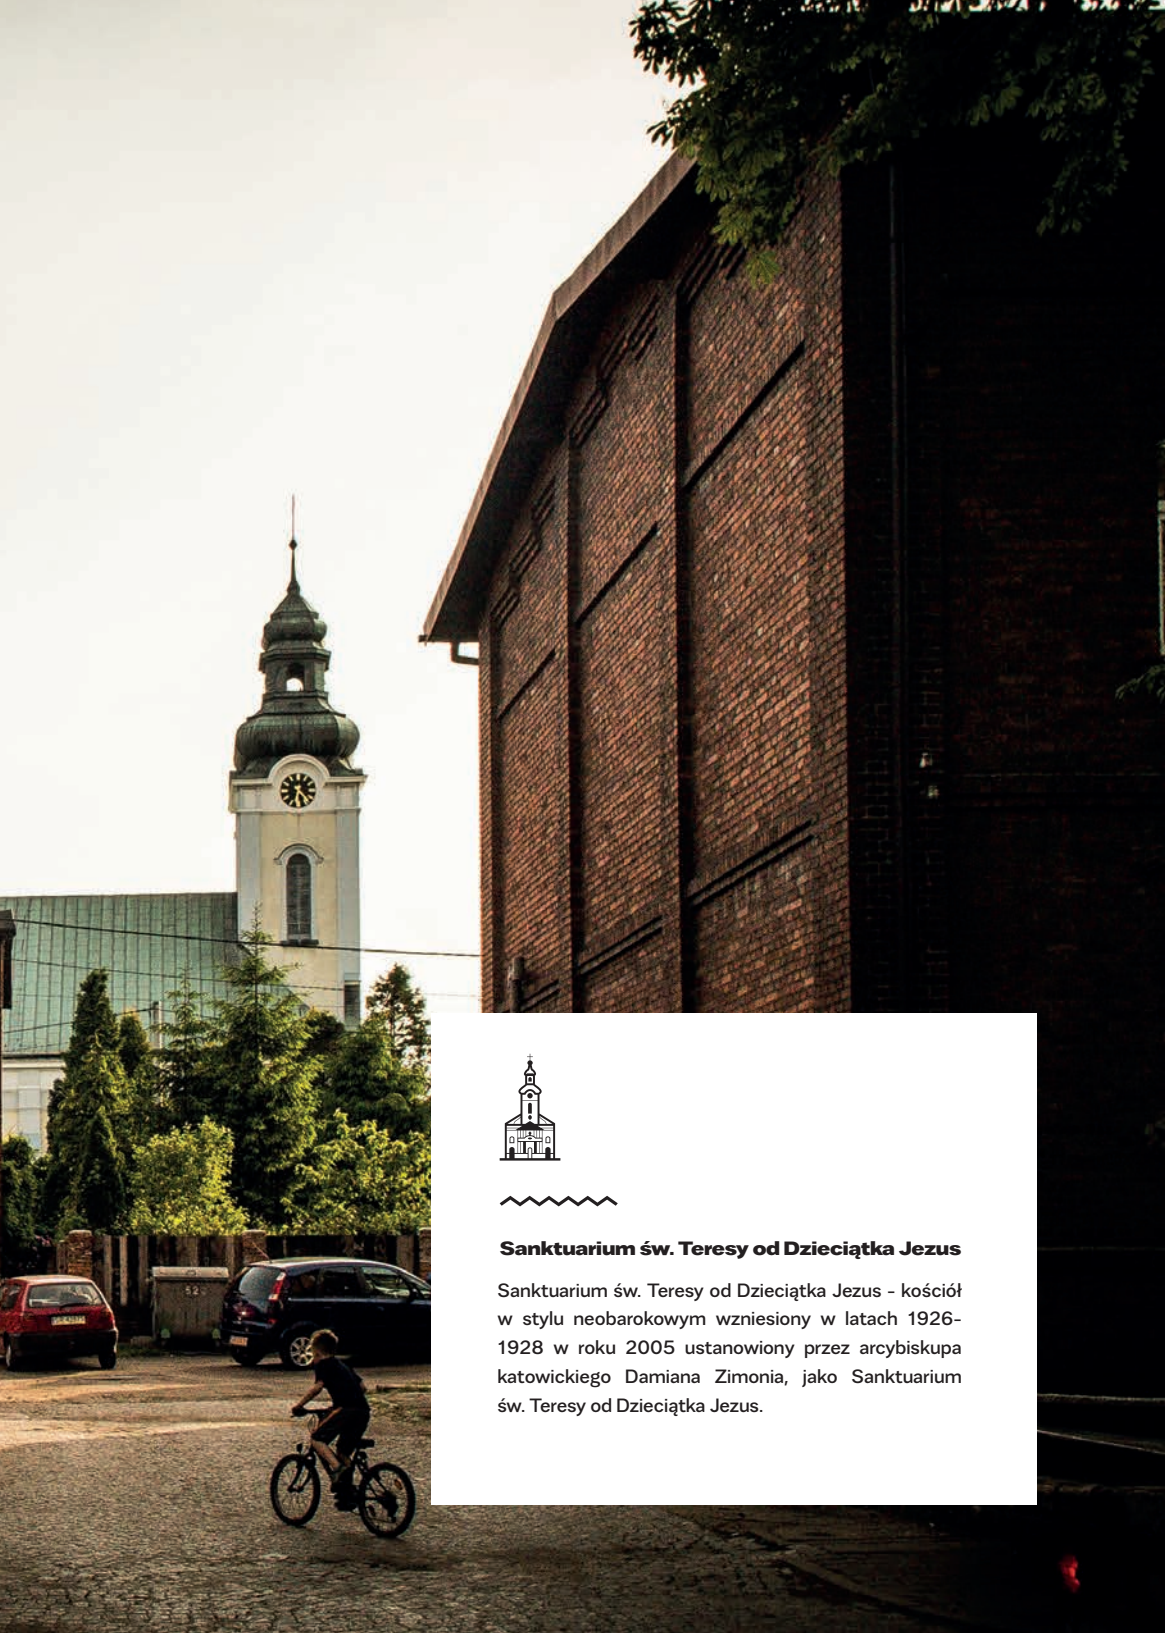 52
Sanktuarium św. Teresy od Dzieciątka Jezus
Sanktuarium św. Teresy od Dzieciątka Jezus - kościół
w stylu neobarokowym wzniesiony w latach 1926-
1928 w roku 2005 ustanowiony przez arcybiskupa
katowickiego Damiana Zimonia, jako Sanktuarium
św. Teresy od Dzieciątka Jezus.